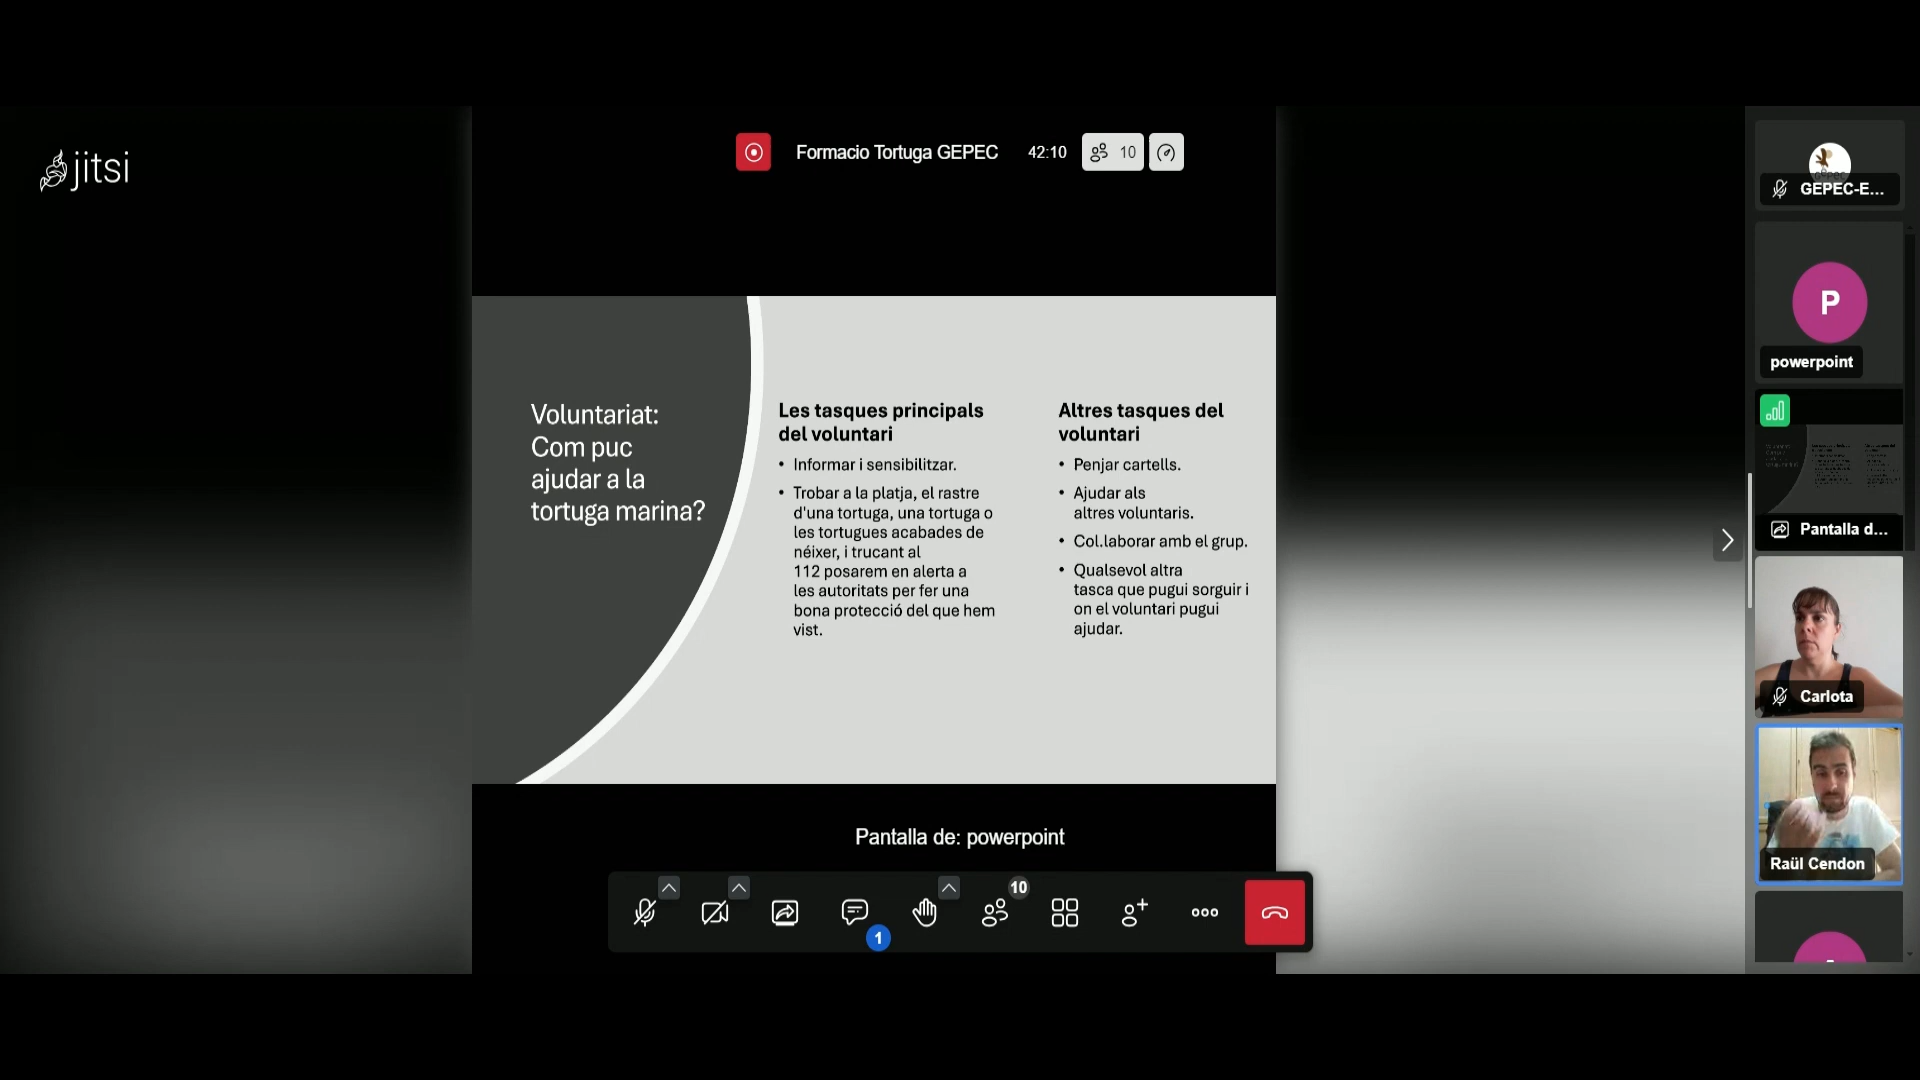 jitsi
Formacio Tortuga GEPEC
42:10
10
Voluntariat:
Com puc
ajudar a la
tortuga marina?
Les tasques principals
del voluntari
• Informar i sensibilitzar.
• Trobar a la platja, el rastre
d'una tortuga, una tortuga o
les tortugues acabades de
néixer, i trucant al
112 posarem en alerta a
les autoritats per fer una
bona protecció del que hem
vist.
Altres tasques del
voluntari
• Penjar cartells.
• Ajudar als
altres voluntaris.
• Col.laborar amb el grup.
• Qualsevol altra
tasca que pugui sorguir i
on el voluntari pugui
ajudar.
Pantalla de: powerpoint
10
1
GEPEC-E...
P
powerpoint
Pantalla d...
Carlota
Raül Cendon